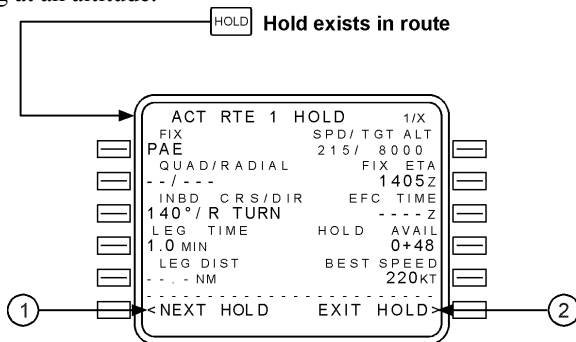 g at an altitude.
HOLD Hold exists in route
ACT RTE 1 HOLD 1/X
FIX SPD/TGT ALT
PAE 215/ 8000
QUAD/RADIAL FIX ETA
--/--- 1405Z
INBD CRS/DIR EFC TIME
140°/R TURN ----Z
LEG TIME HOLD AVAIL
1.0 MIN 0+48
LEG DIST BEST SPEED
--.-NM 220KT
------------------------
1 <NEXT HOLD EXIT HOLD> 2